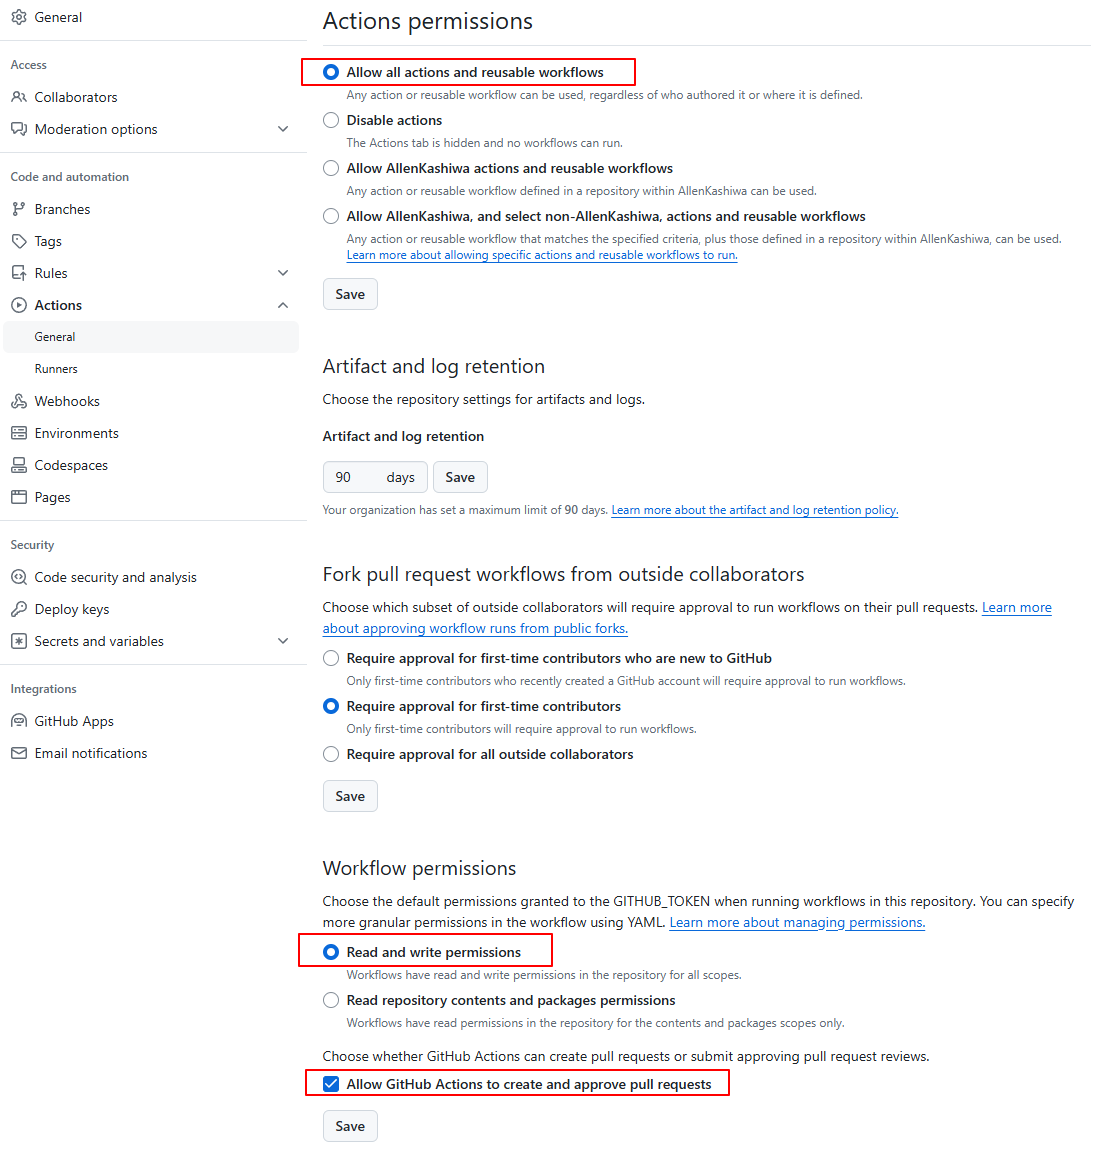 General
Access
Collaborators
Moderation options
Code and automation
Branches
Tags
Rules
Actions
General
Runners
Webhooks
Environments
Codespaces
Pages
Security
Code security and analysis
Deploy keys
Secrets and variables
Integrations
GitHub Apps
Email notifications
Actions permissions
Allow all actions and reusable workflows
Any action or reusable workflow can be used, regardless of who authored it or where it is defined.
Disable actions
The Actions tab is hidden and no workflows can run.
Allow AllenKashiwa actions and reusable workflows
Any action or reusable workflow defined in a repository within AllenKashiwa can be used.
Allow AllenKashiwa, and select non-AllenKashiwa, actions and reusable workflows
Any action or reusable workflow that matches the specified criteria, plus those defined in a repository within AllenKashiwa, can be used.
Learn more about allowing specific actions and reusable workflows to run.
Save
Artifact and log retention
Choose the repository settings for artifacts and logs.
Artifact and log retention
90 days Save
Your organization has set a maximum limit of 90 days. Learn more about the artifact and log retention policy.
Fork pull request workflows from outside collaborators
Choose which subset of outside collaborators will require approval to run workflows on their pull requests. Learn more
about approving workflow runs from public forks.
Require approval for first-time contributors who are new to GitHub
Only first-time contributors who recently created a GitHub account will require approval to run workflows.
Require approval for first-time contributors
Only first-time contributors will require approval to run workflows.
Require approval for all outside collaborators
Save
Workflow permissions
Choose the default permissions granted to the GITHUB_TOKEN when running workflows in this repository. You can specify
more granular permissions in the workflow using YAML. Learn more about managing permissions.
Read and write permissions
Workflows have read and write permissions in the repository for all scopes.
Read repository contents and packages permissions
Workflows have read permissions in the repository for the contents and packages scopes only.
Choose whether GitHub Actions can create pull requests or submit approving pull request reviews.
Allow GitHub Actions to create and approve pull requests
Save